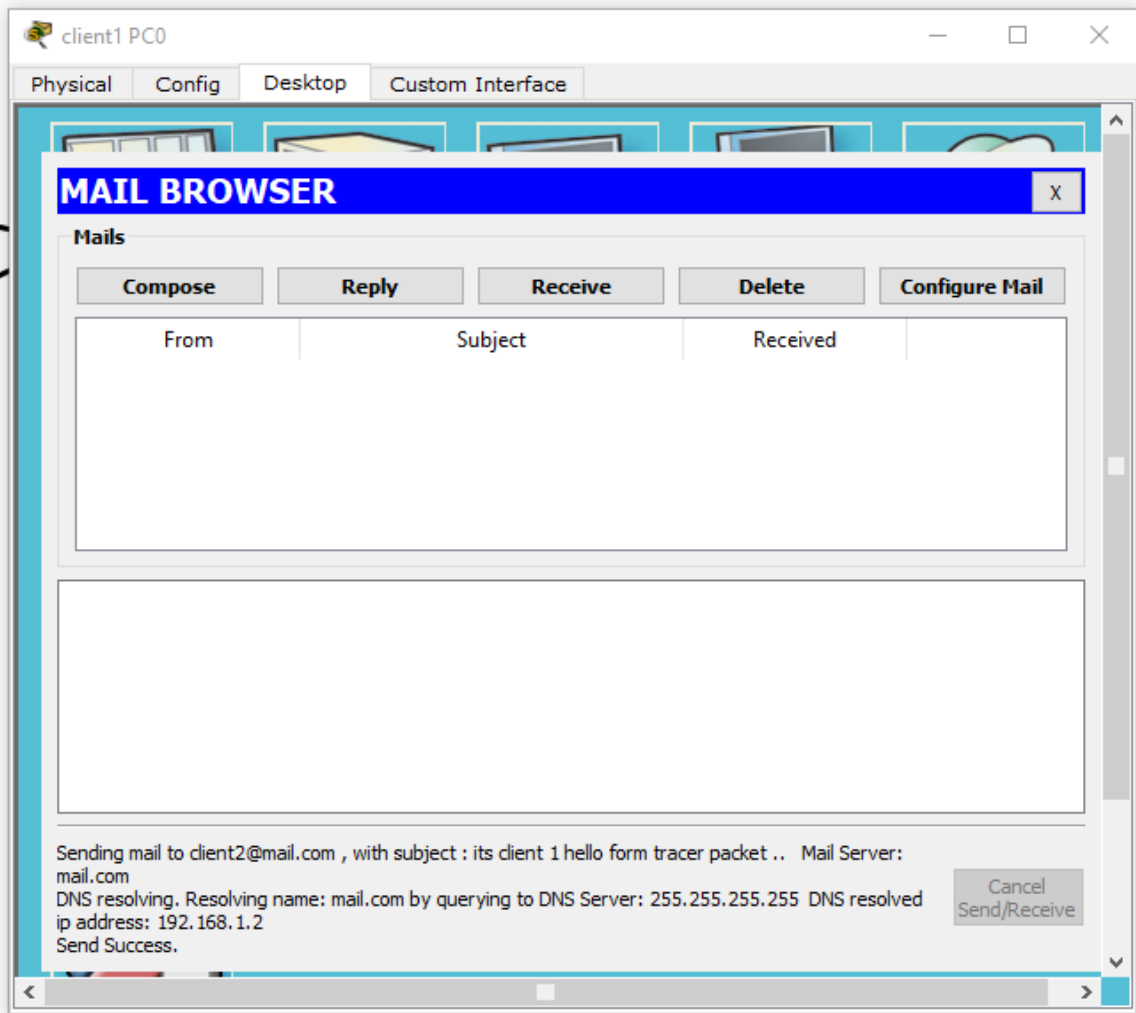 client1 PC0
Physical Config Desktop Custom Interface
MAIL BROWSER X
Mails
Compose Reply Receive Delete Configure Mail
From Subject Received
Sending mail to client2@mail.com , with subject : its client 1 hello form tracer packet .. Mail Server:
mail.com
DNS resolving. Resolving name: mail.com by querying to DNS Server: 255.255.255.255 DNS resolved
ip address: 192.168.1.2
Send Success.
Cancel
Send/Receive